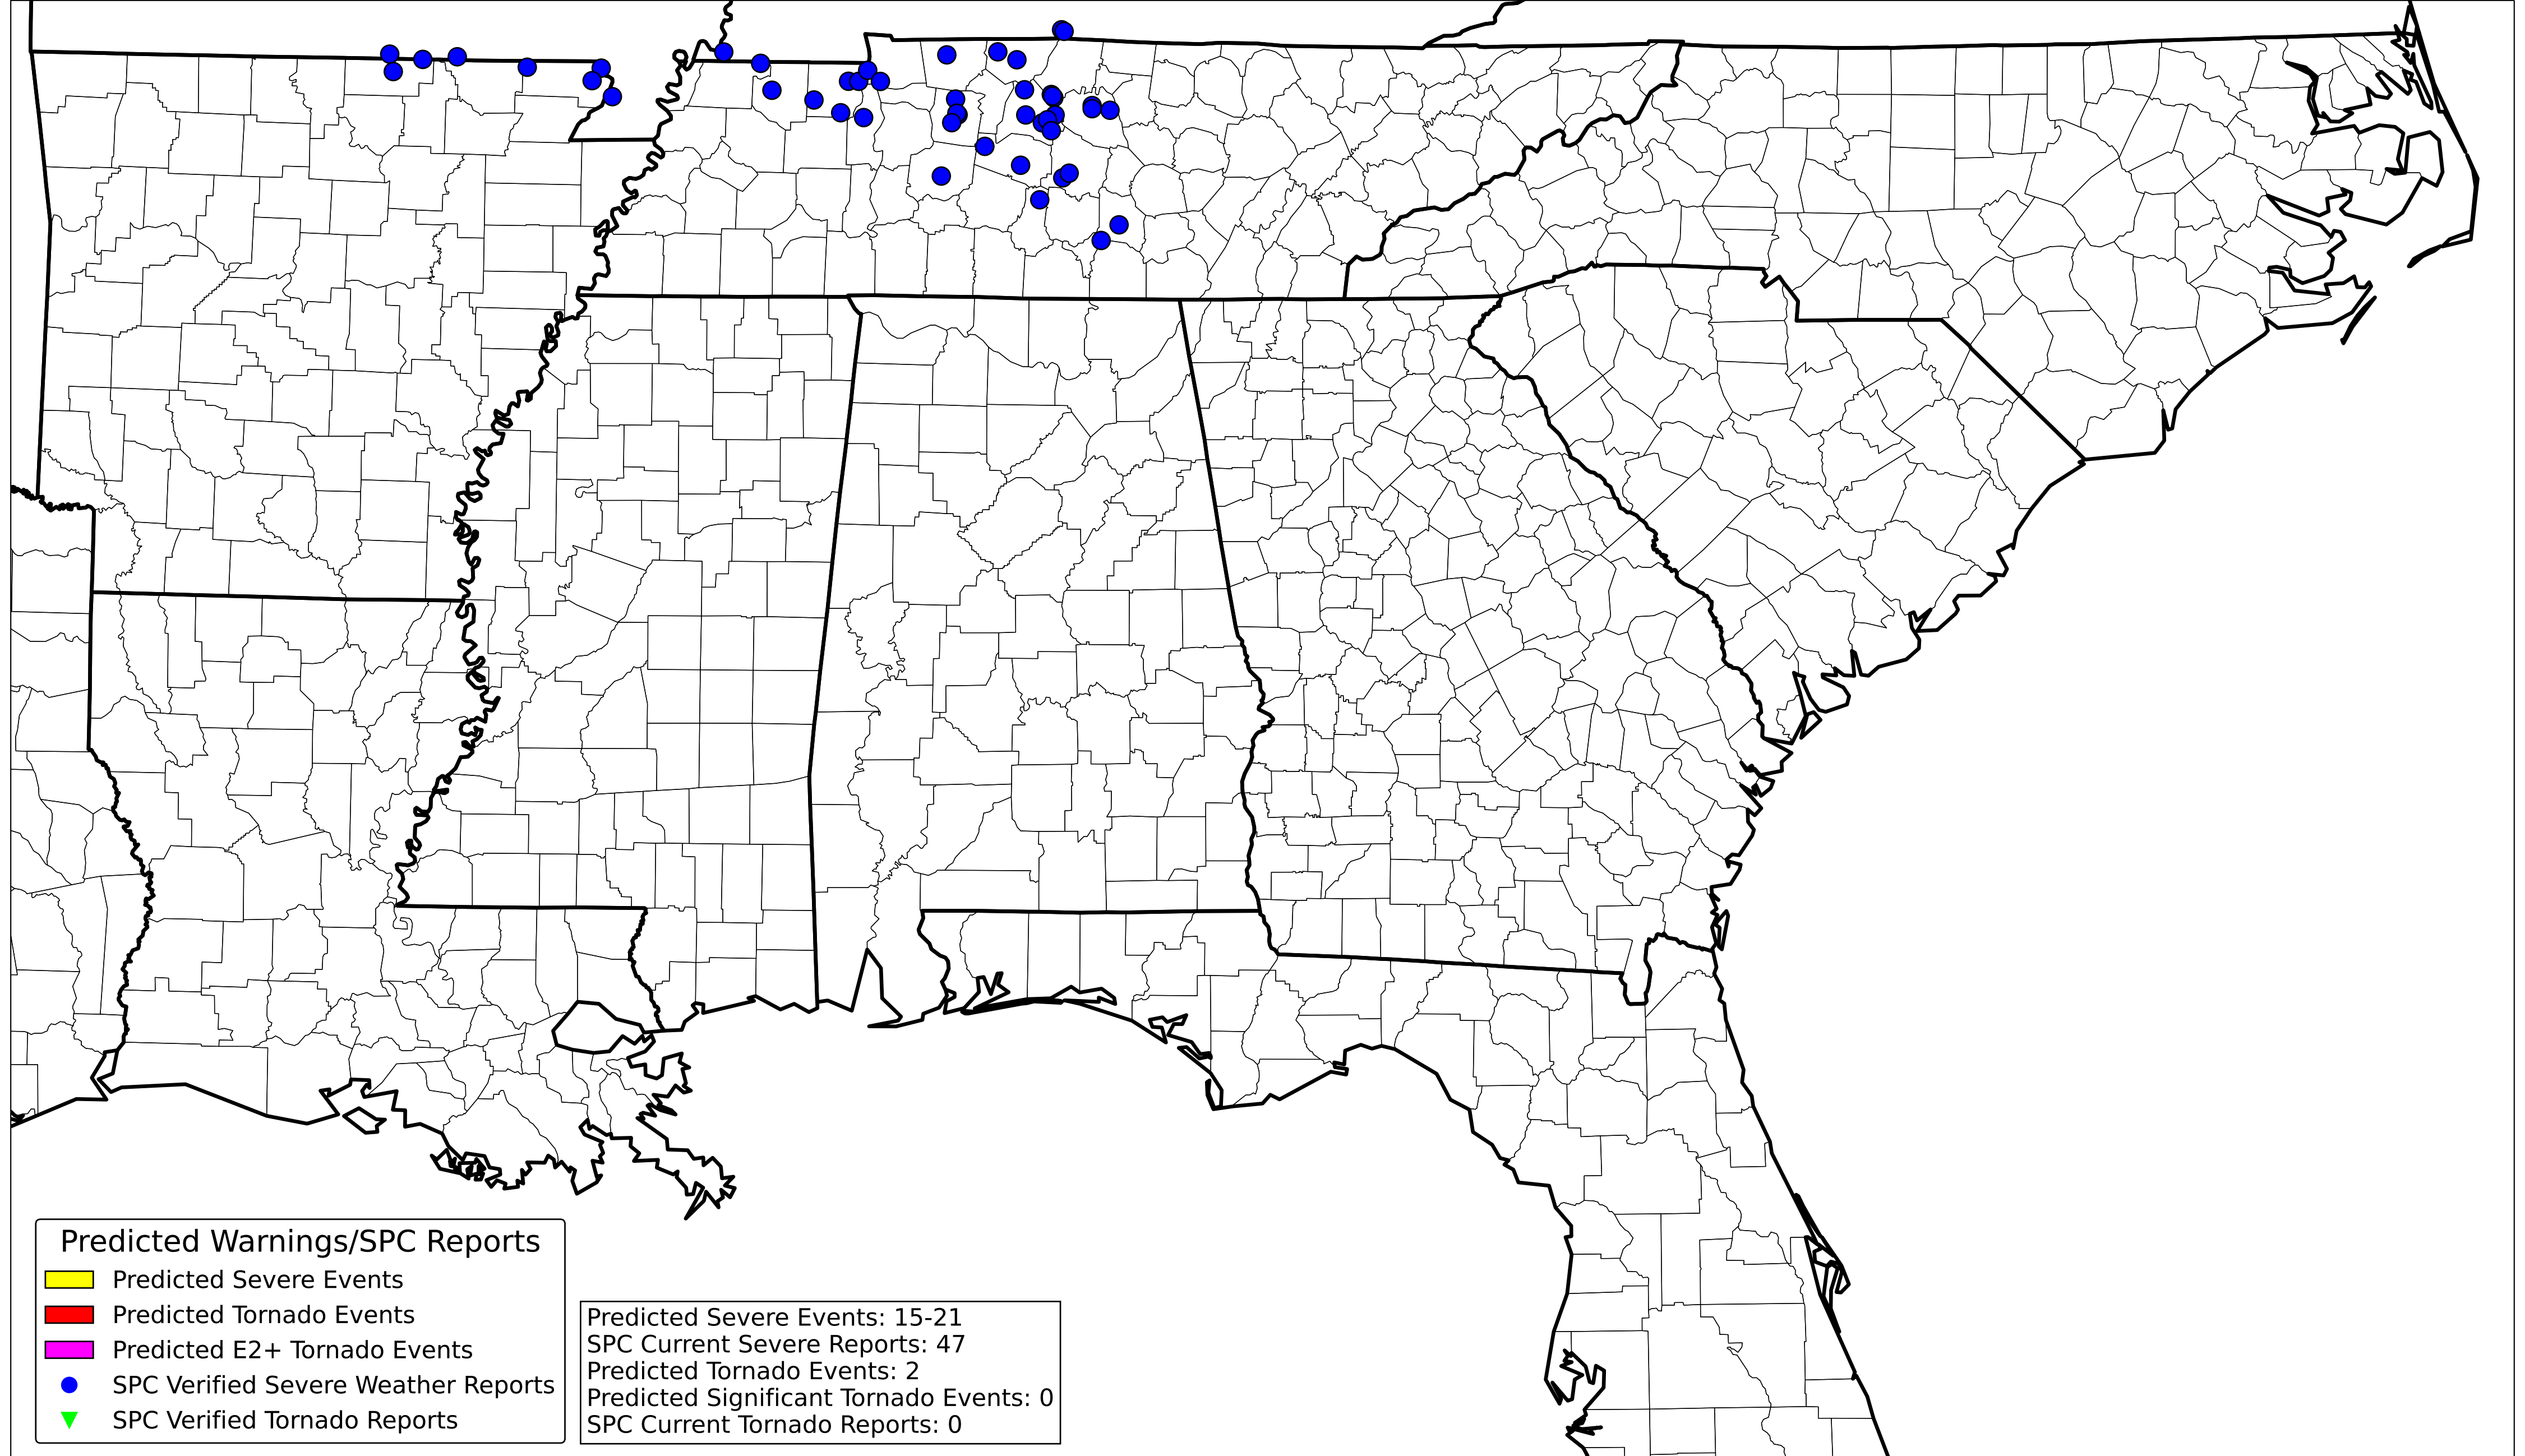 Predicted Warnings/SPC Reports
Predicted Severe Events
Predicted Tornado Events
Predicted E2+ Tornado Events
SPC Verified Severe Weather Reports
SPC Verified Tornado Reports
Predicted Severe Events: 15-21
SPC Current Severe Reports: 47
Predicted Tornado Events: 2
Predicted Significant Tornado Events: 0
SPC Current Tornado Reports: 0